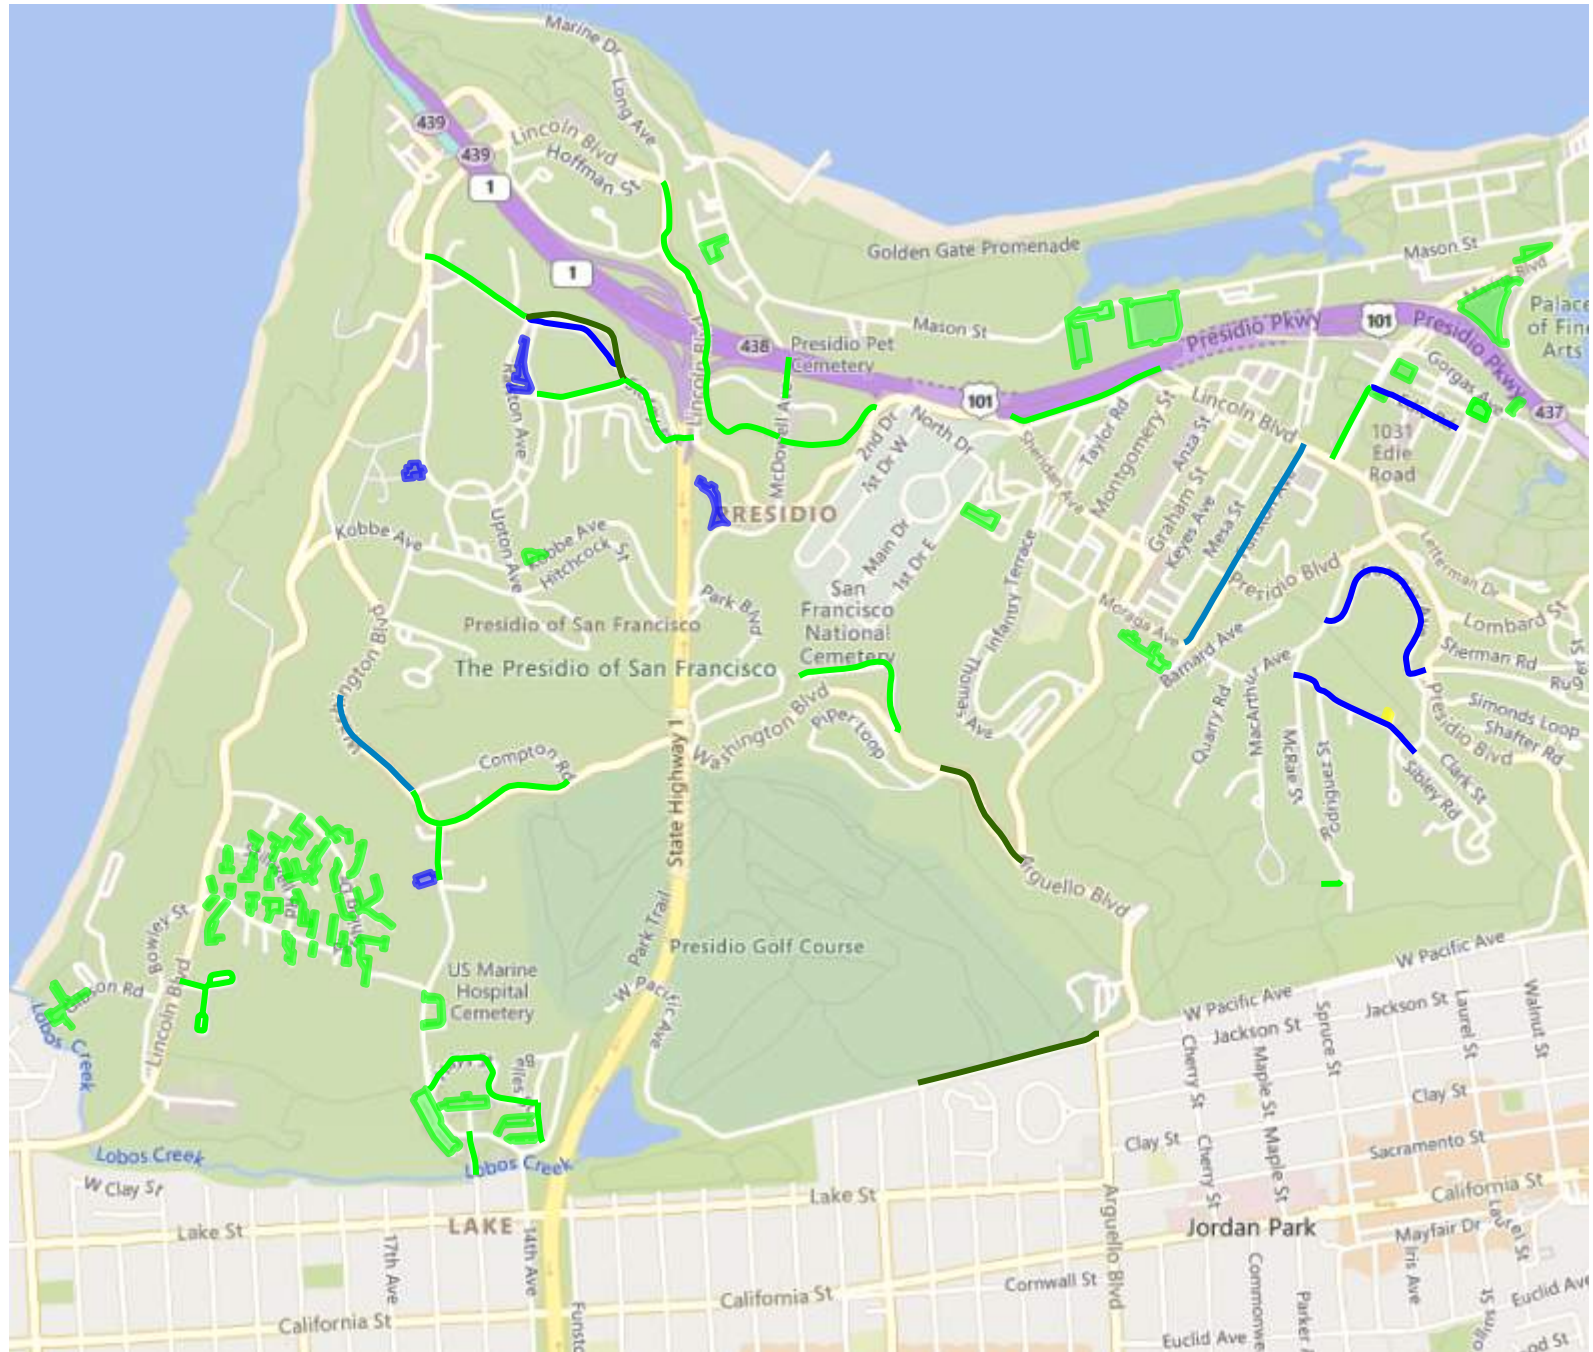 Marine Dr
Long Ave
439
Lincoln Blvd
439
Hoffman St
1
Golden Gate Promenade
Mason St
1
Palace
of Fine
Arts
Mason St
Presidio Pkwy
101
Presidio Pkwy
438
Presidio Pet
Cemetery
Lincoln Blvd
Gorgas Ave
101
437
Lincoln Blvd
McDowell Ave
2nd Dr
North Dr
1st Dr W
Taylor Rd
Montgomery St
Anza St
1031
Edie
Road
Sheridan Ave
Graham St
Keyes Ave
Mesa St
PRESIDIO
Main Dr
1st Dr E
Kobbe Ave
Upton Ave
Kobbe Ave
Hitchcock St
Infantry Terrace
Presidio Blvd
Letterman Dr
San
Francisco
National
Cemetery
Park Blvd
Moraga Ave
Lombard St
Presidio of San Francisco
Barnard Ave
Sherman Rd
The Presidio of San Francisco
Thomas Ave
MacArthur Ave
Quarry Rd
Simonds Loop
Shafter Rd
Presidio Blvd
Washington Blvd
Piper Loop
McRae St
Clark St
Sibley Rd
Compton Rd
State Highway 1
Arguello Blvd
Bowley St
Park Trail
Presidio Golf Course
W Pacific Ave
US Marine
Hospital
Cemetery
Gibson Rd
Lincoln Blvd
W Pacific Ave
W Pacific Ave
Jackson St
Jackson St
Laurel St
Walnut St
Spruce St
Lobos Creek
Cherry St
Maple St
Clay St
Clay St
Sacramento St
Cherry St
Maple St
Lobos Creek
Lobos Creek
W Clay St
Lake St
California St
Lake St
LAKE
14th Ave
17th Ave
Arguello Blvd
Jordan Park
Mayfair Dr
Laurel St
Iris Ave
Cornwall St
California St
California St
Commonwe
Parker
Euclid Ave
Euclid Ave
Funsto